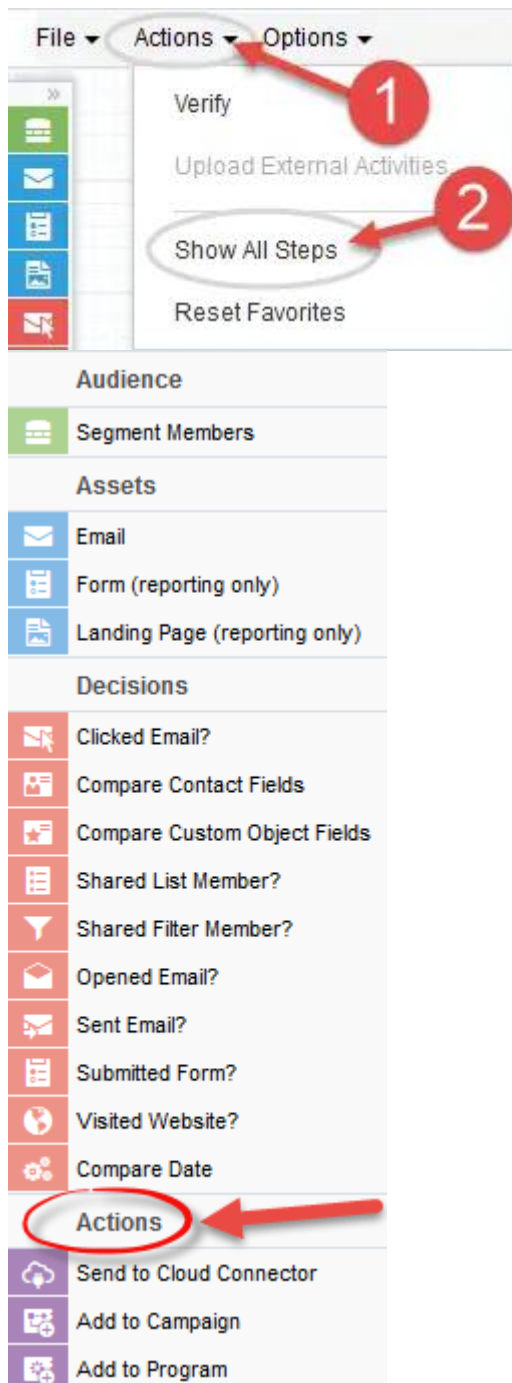 File Actions Options
1
Verify
Upload External Activities
2
Show All Steps
Reset Favorites
Audience
Segment Members
Assets
Email
Form (reporting only)
Landing Page (reporting only)
Decisions
Clicked Email?
Compare Contact Fields
Compare Custom Object Fields
Shared List Member?
Shared Filter Member?
Opened Email?
Sent Email?
Submitted Form?
Visited Website?
Compare Date
Actions
Send to Cloud Connector
Add to Campaign
Add to Program